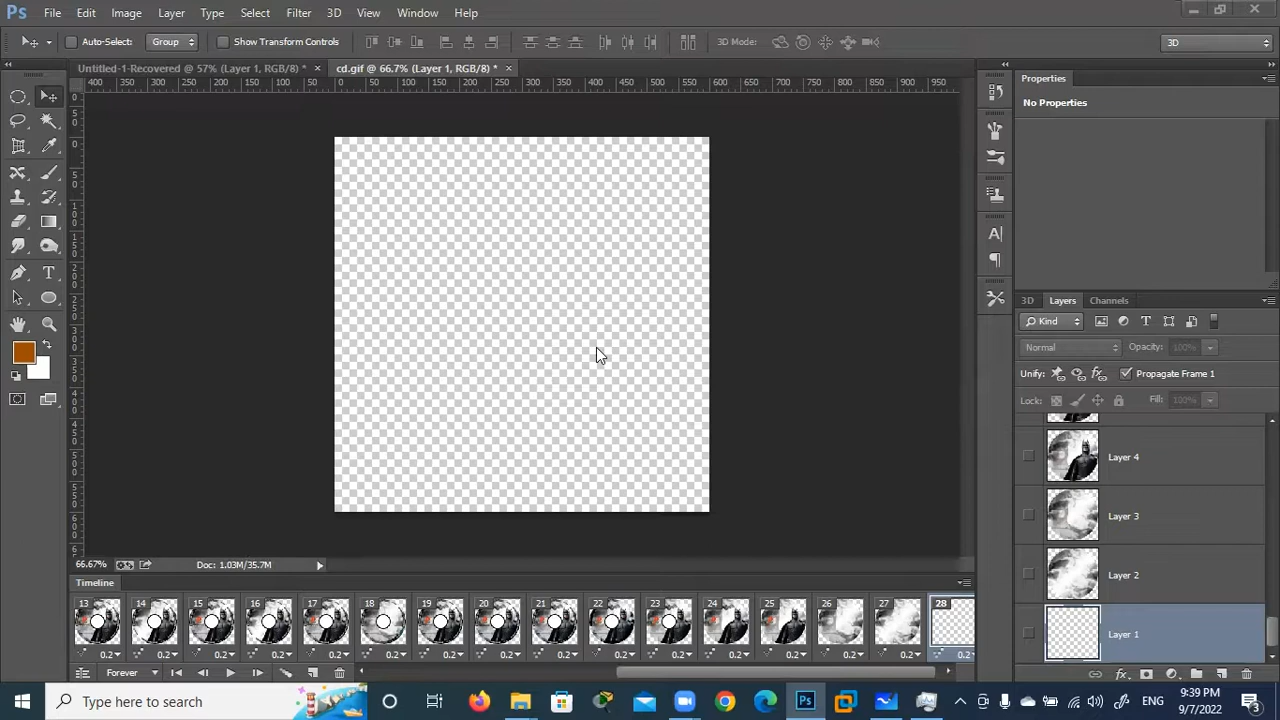 Ps File Edit Image Layer Type Select Filter 3D View Window Help
Auto-Select: Group Show Transform Controls 3D Mode: 3D
Untitled-1-Recovered @ 57% (Layer 1, RGB/8) * × cd.gif @ 66.7% (Layer 1, RGB/8) * ×
400 350 300 250 200 150 100 50 0 50 100 150 200 250 300 350 400 450 500 550 600 650 700 750 800 850 900 950
Properties
No Properties
3D Layers Channels
Kind
Normal Opacity: 100%
Unify: Propagate Frame 1
Lock: Fill: 100%
Layer 4
Layer 3
Layer 2
Layer 1
66.67% Doc: 1.03M/35.7M
Timeline
13 14 15 16 17 18 19 20 21 22 23 24 25 26 27 28
0.2 0.2 0.2 0.2 0.2 0.2 0.2 0.2 0.2 0.2 0.2 0.2 0.2 0.2 0.2 0.2
Forever
Type here to search
Ps
ENG
9:39 PM
9/7/2022
3